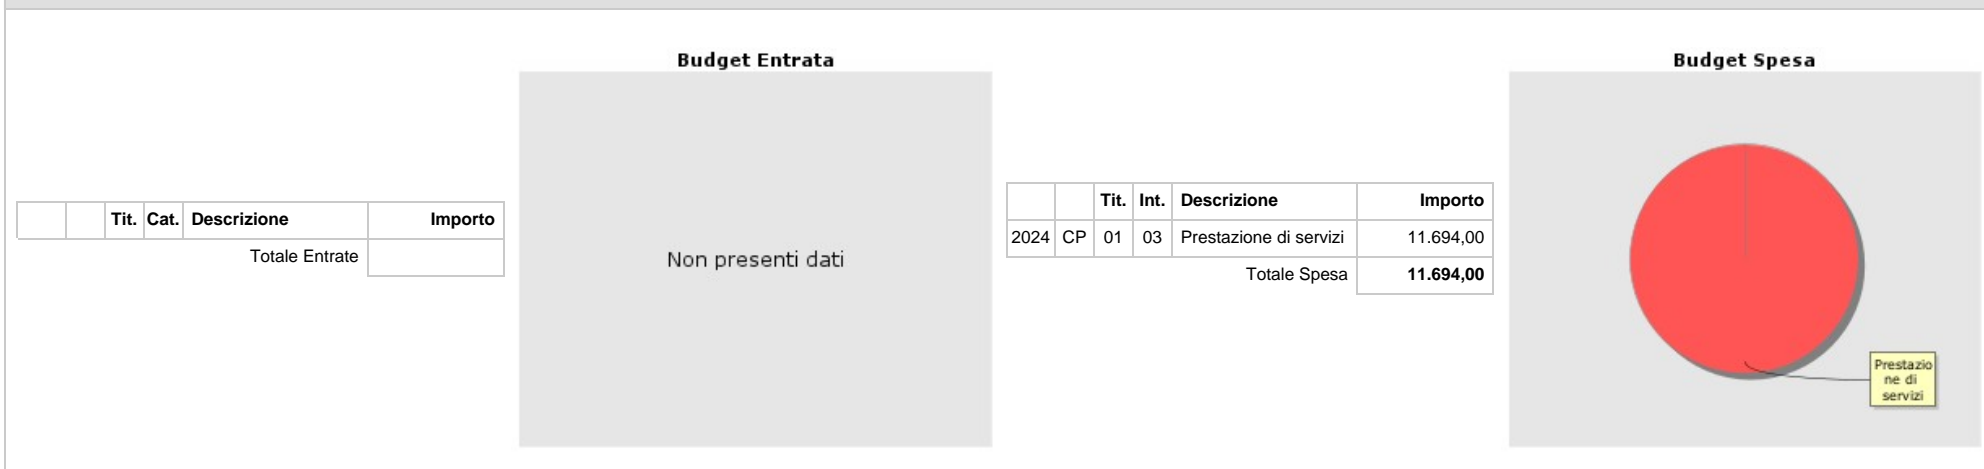 Budget Entrata
Budget Spesa
Tit. Cat. Descrizione Importo
Totale Entrate
Non presenti dati
Tit. Int. Descrizione Importo
2024 CP 01 03 Prestazione di servizi 11.694,00
Totale Spesa 11.694,00
Prestazio
ne di
servizi